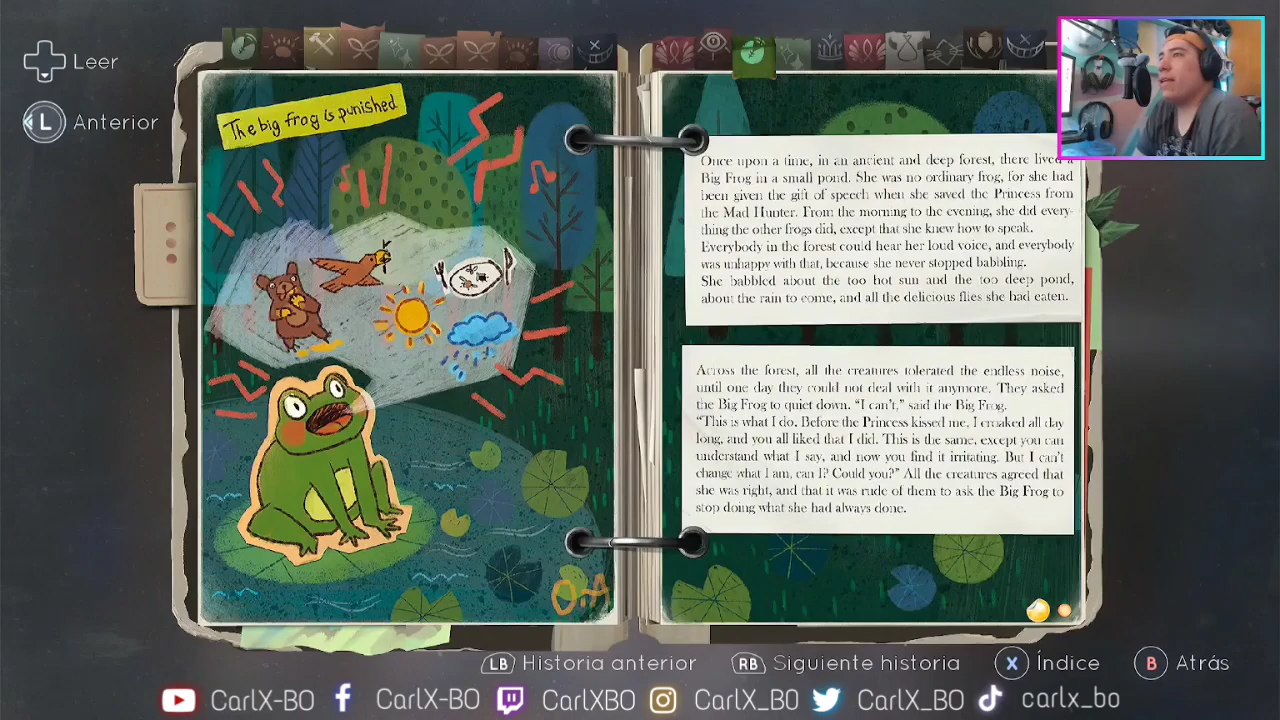 Leer
L Anterior
The big frog is punished
Once upon a time, in an ancient and deep forest, there lived a
Big Frog in a small pond. She was no ordinary frog, for she had
been given the gift of speech when she saved the Princess from
the Mad Hunter. From the morning to the evening, she did every-
thing the other frogs did, except that she knew how to speak.
Everybody in the forest could hear her loud voice, and everybody
was unhappy with that, because she never stopped babbling.
She babbled about the too hot sun and the too deep pond,
about the rain to come, and all the delicious flies she had eaten.
Across the forest, all the creatures tolerated the endless noise,
until one day they could not deal with it anymore. They asked
the Big Frog to quiet down. “I can't,” said the Big Frog.
“This is what I do. Before the Princess kissed me, I croaked all day
long, and you all liked that I did. This is the same, except you can
understand what I say, and now you find it irritating. But I can't
change what I am, can I? Could you?” All the creatures agreed that
she was right, and that it was rude of them to ask the Big Frog to
stop doing what she had always done.
O.A
LB Historia anterior RB Siguiente historia X Índice B Atrás
CarlX-BO CarlX-BO CarlXBO CarlX_BO CarlX_BO carlx_bo